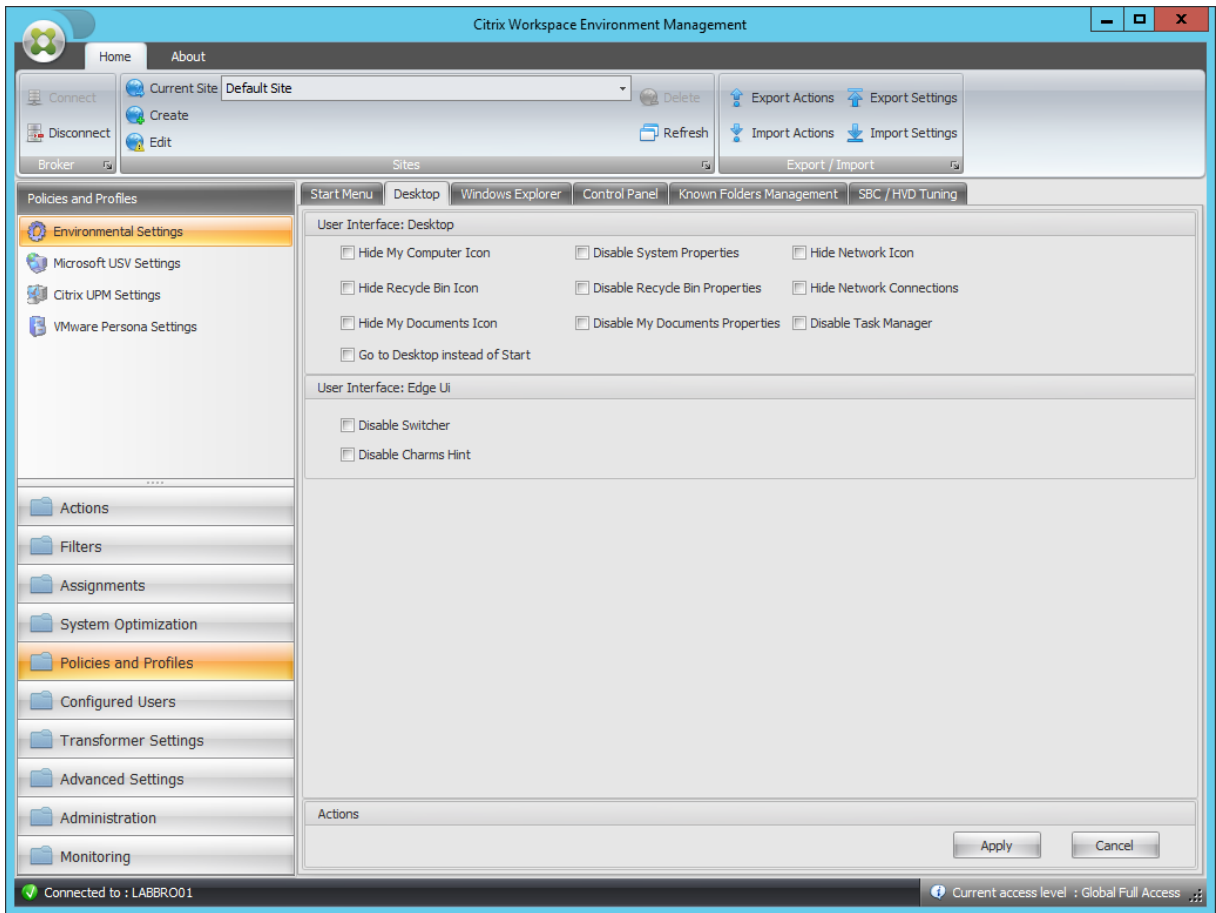 Citrix Workspace Environment Management
Home About
Connect
Disconnect
Broker
Current Site Default Site
Create
Edit
Delete
Refresh
Sites
Export Actions Export Settings
Import Actions Import Settings
Export / Import
Policies and Profiles
Environmental Settings
Microsoft USV Settings
Citrix UPM Settings
VMware Persona Settings
Actions
Filters
Assignments
System Optimization
Policies and Profiles
Configured Users
Transformer Settings
Advanced Settings
Administration
Monitoring
Start Menu Desktop Windows Explorer Control Panel Known Folders Management SBC / HVD Tuning
User Interface: Desktop
Hide My Computer Icon Disable System Properties Hide Network Icon
Hide Recycle Bin Icon Disable Recycle Bin Properties Hide Network Connections
Hide My Documents Icon Disable My Documents Properties Disable Task Manager
Go to Desktop instead of Start
User Interface: Edge Ui
Disable Switcher
Disable Charms Hint
Actions
Apply Cancel
Connected to : LABBRO01
Current access level : Global Full Access